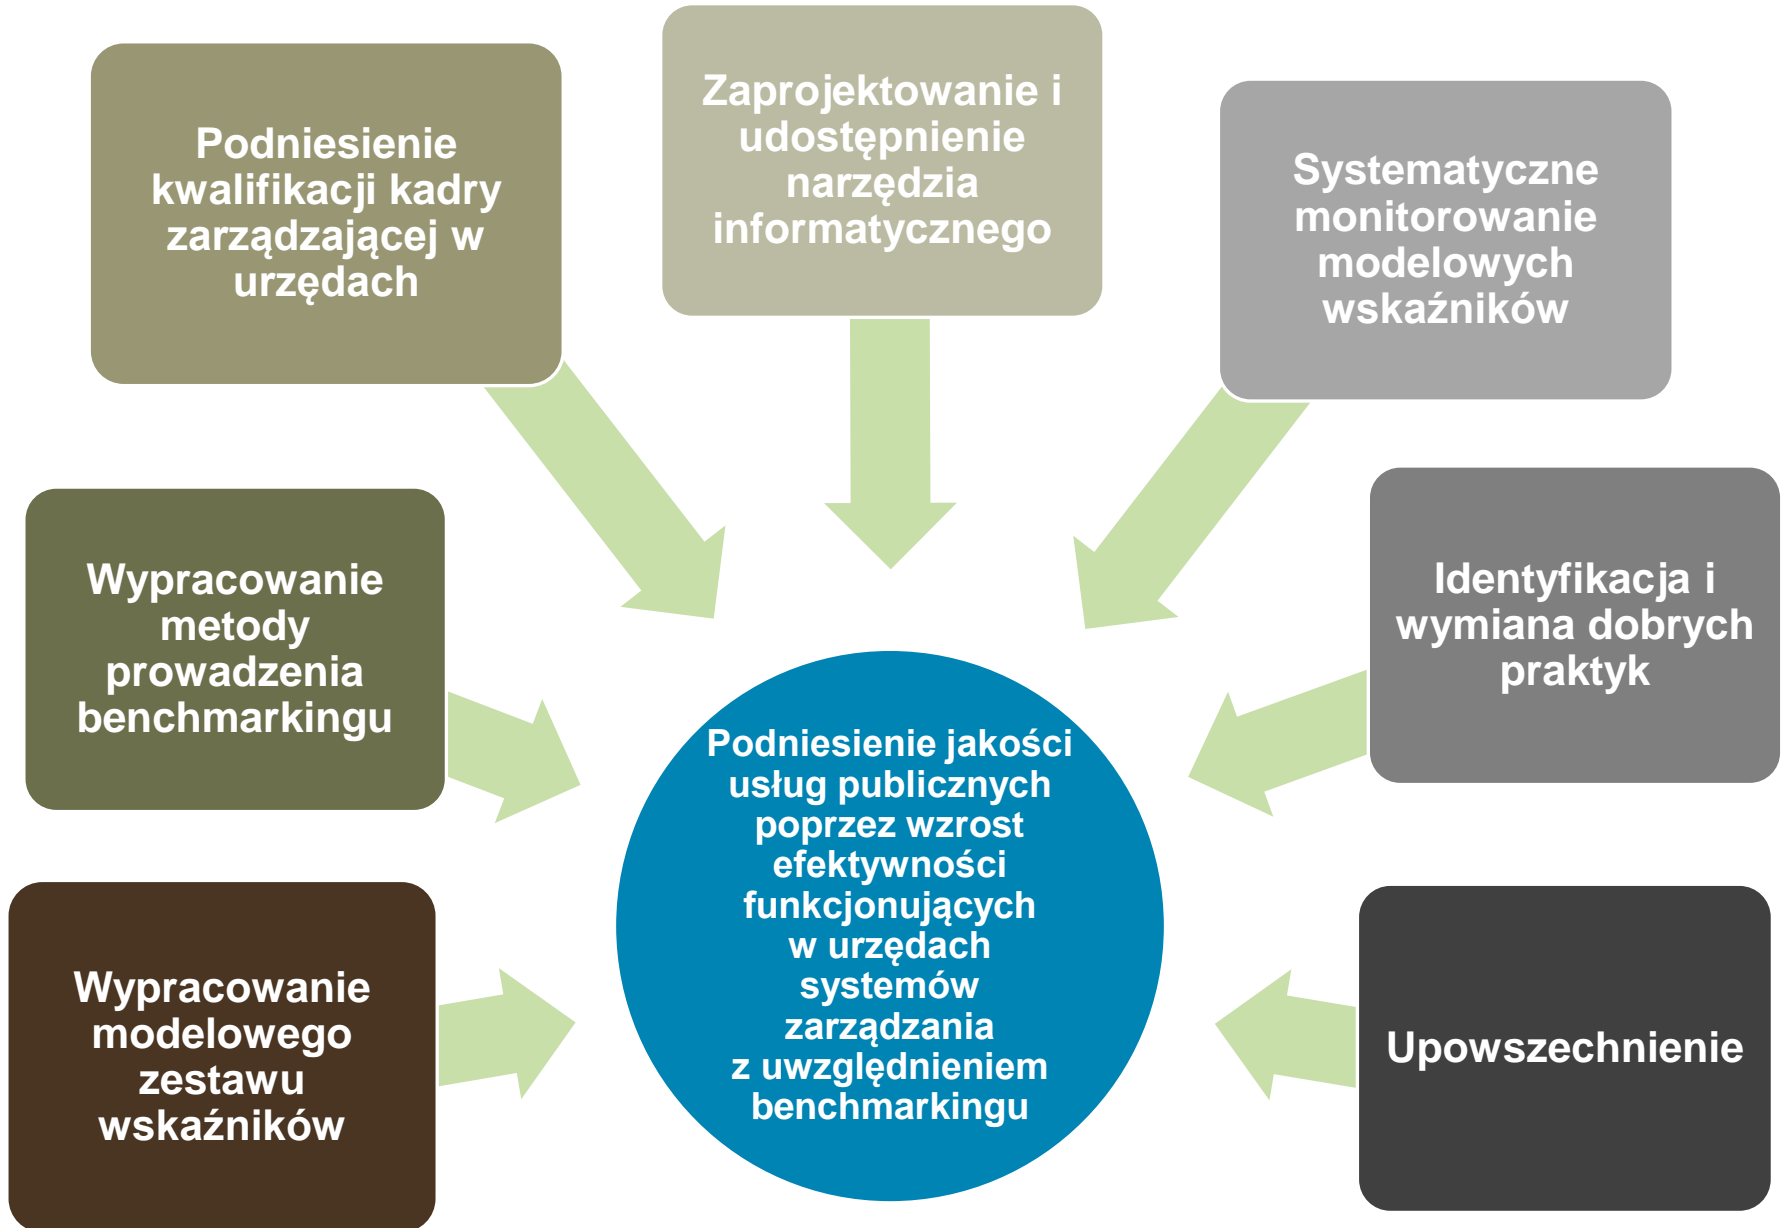 Podniesienie
kwalifikacji kadry
zarządzającej w
urzędach
Zaprojektowanie i
udostępnienie
narzędzia
informatycznego
Systematyczne
monitorowanie
modelowych
wskaźników
Wypracowanie
metody
prowadzenia
benchmarkingu
Identyfikacja i
wymiana dobrych
praktyk
Wypracowanie
modelowego
zestawu
wskaźników
Podniesienie jakości
usług publicznych
poprzez wzrost
efektywności
funkcjonujących
w urzędach
systemów
zarządzania
z uwzględnieniem
benchmarkingu
Upowszechnienie